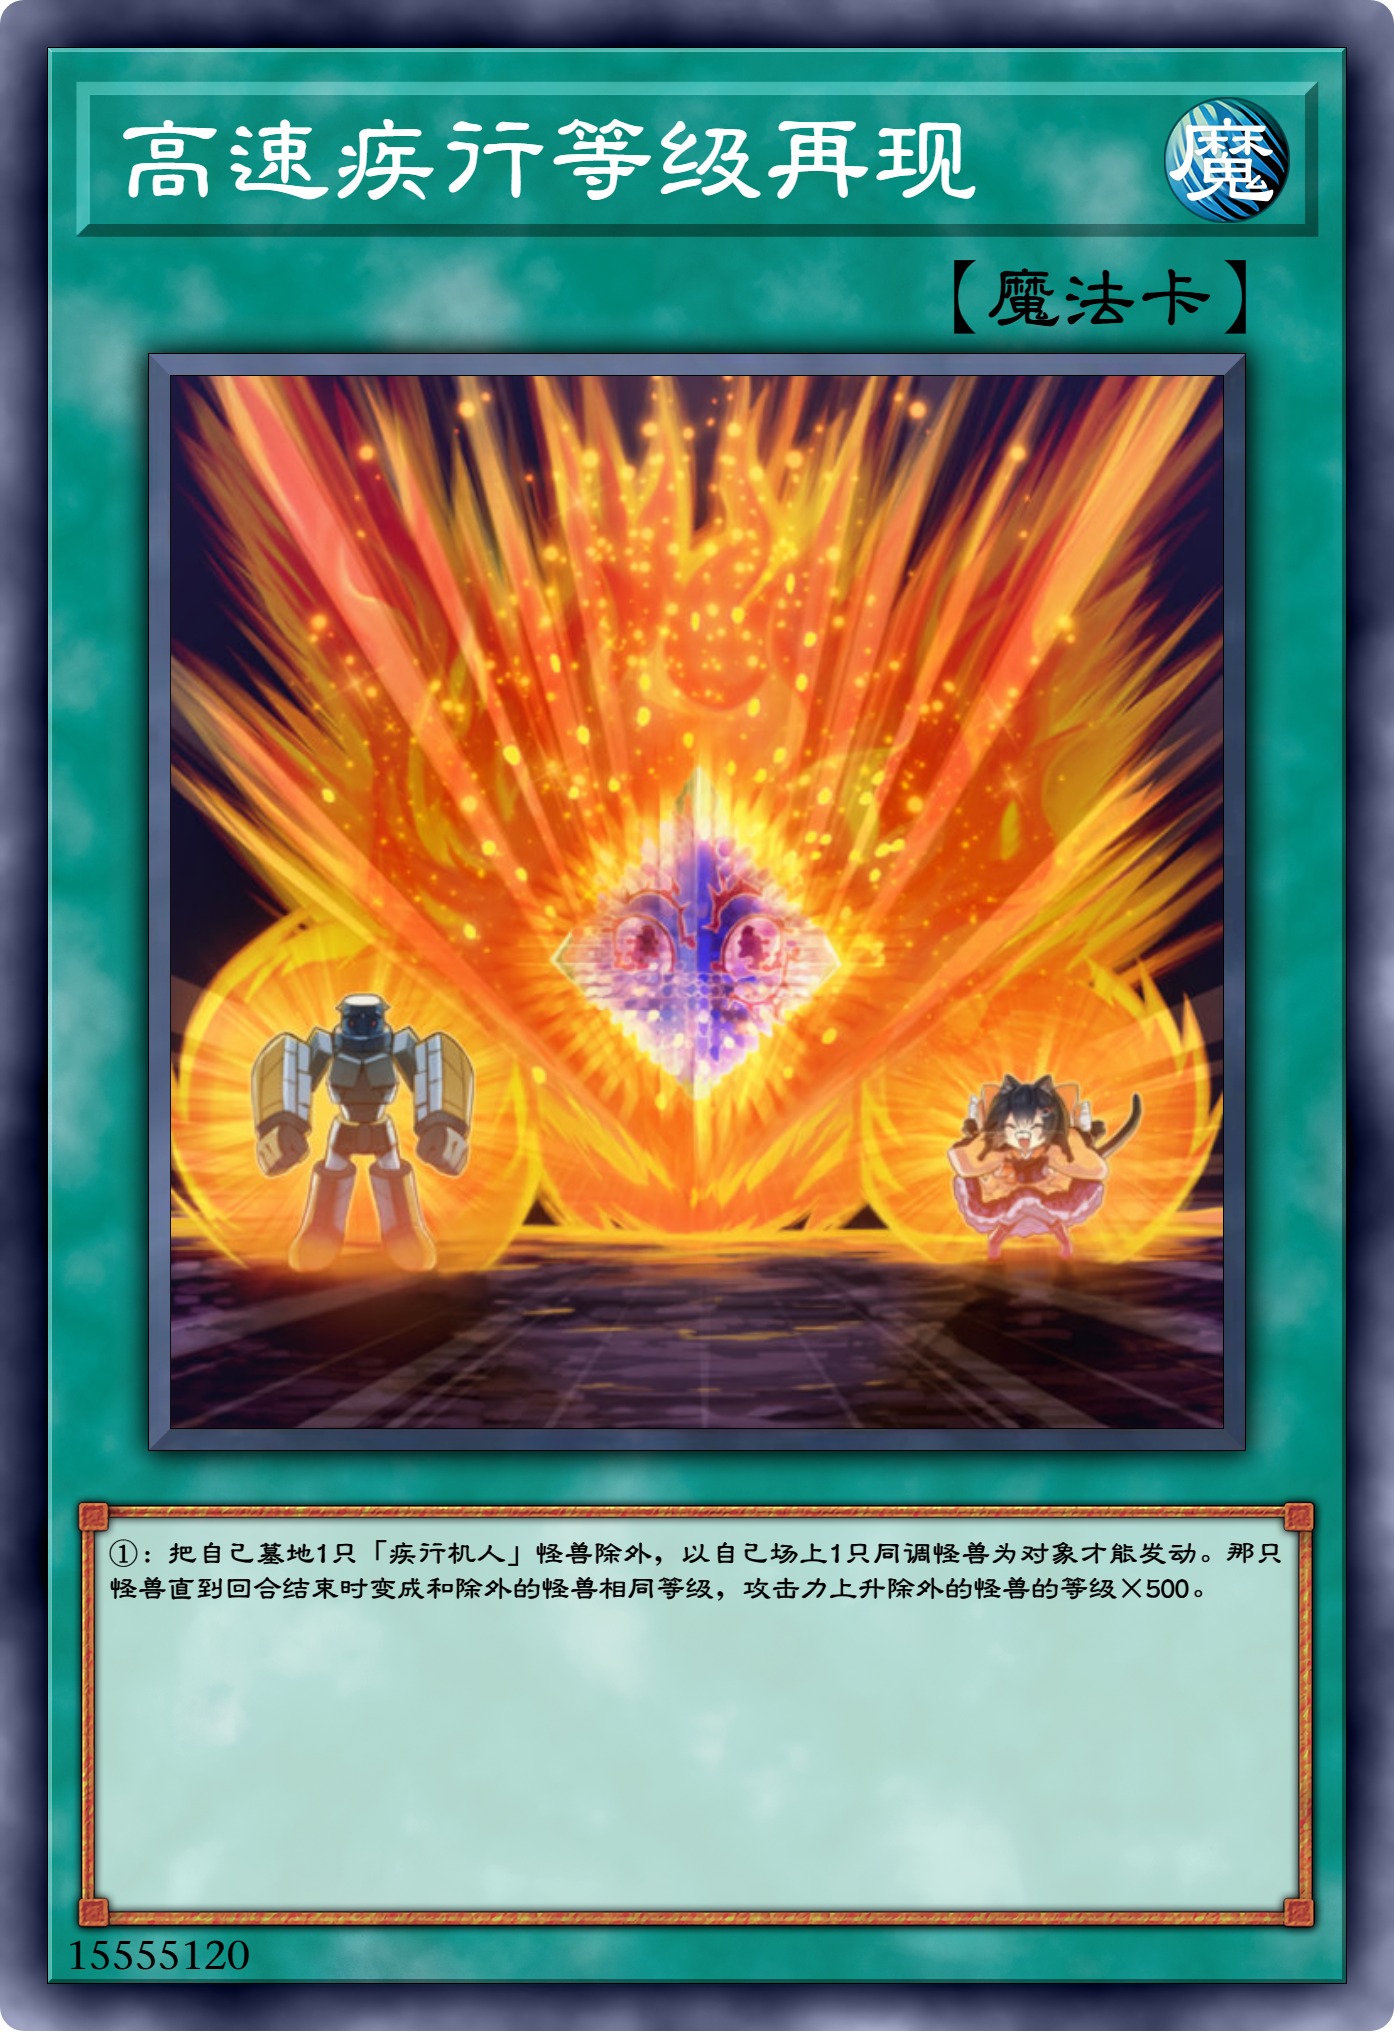 高速疾行等级再现
魔
【魔法卡】
①：把自己墓地1只「疾行机人」怪兽除外，以自己场上1只同调怪兽为对象才能发动。那只
怪兽直到回合结束时变成和除外的怪兽相同等级，攻击力上升除外的怪兽的等级×500。
15555120